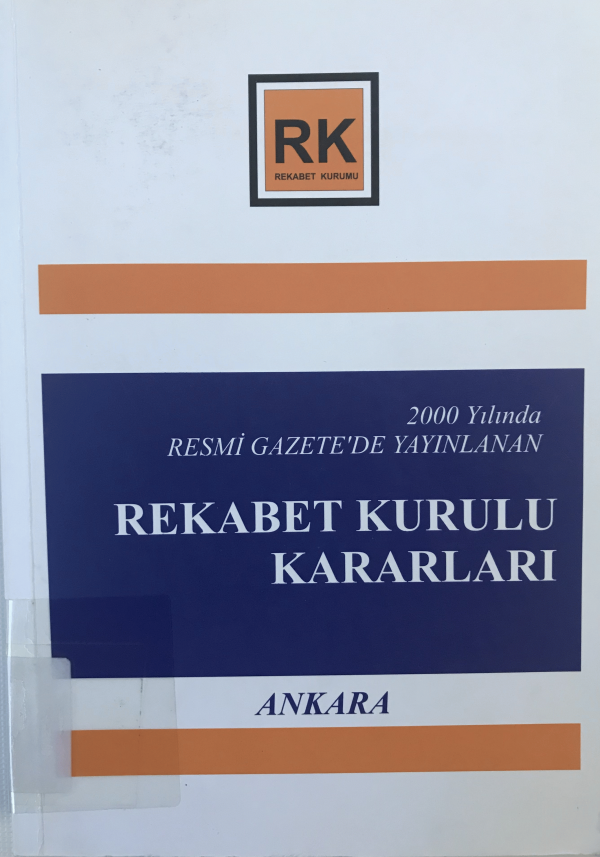 RK
REKABET KURUMU
2000 Yılında
RESMİ GAZETE'DE YAYINLANAN
REKABET KURULU
KARARLARI
ANKARA